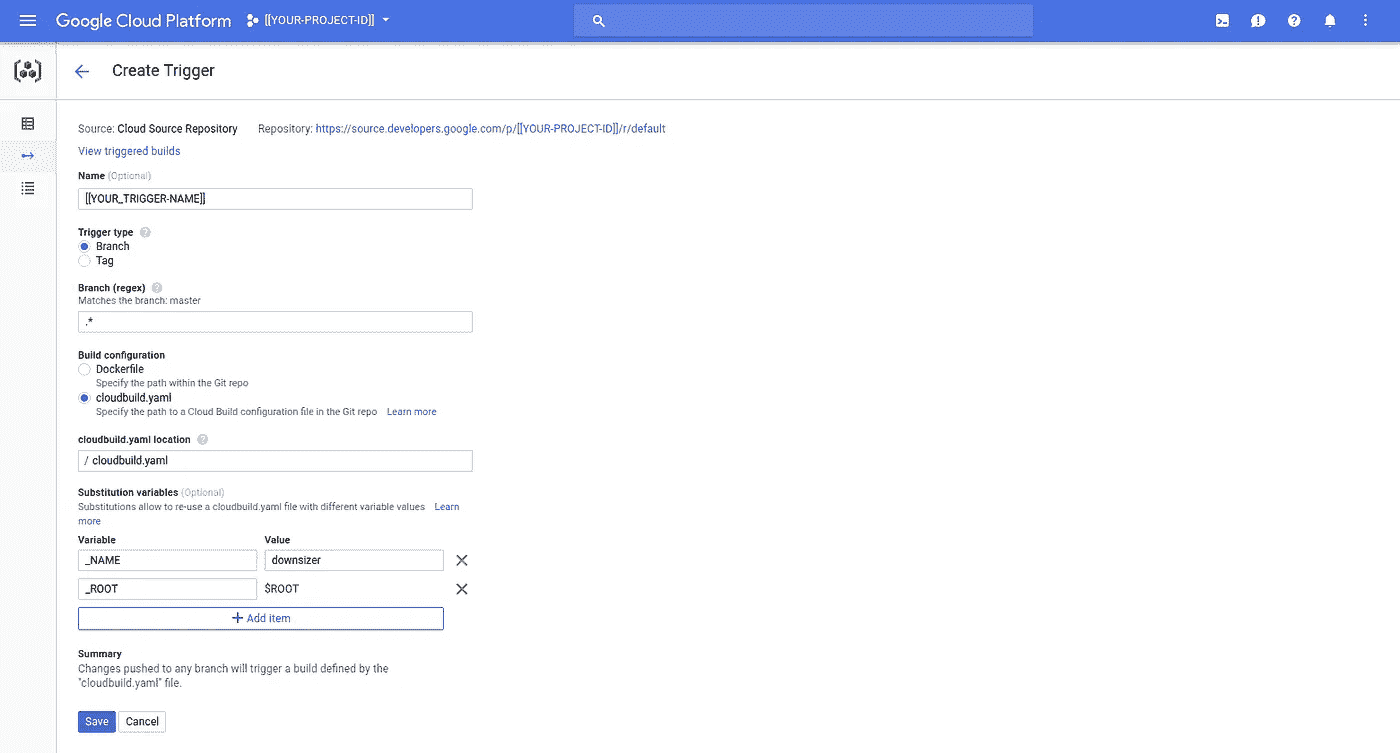 Google Cloud Platform [[YOUR-PROJECT-ID]]
Create Trigger
Source: Cloud Source Repository Repository: https://source.developers.google.com/p/[[YOUR-PROJECT-ID]]/r/default
View triggered builds
Name (Optional)
[[YOUR_TRIGGER-NAME]]
Trigger type
Branch
Tag
Branch (regex)
Matches the branch: master
.*
Build configuration
Dockerfile
Specify the path within the Git repo
cloudbuild.yaml
Specify the path to a Cloud Build configuration file in the Git repo Learn more
cloudbuild.yaml location
/ cloudbuild.yaml
Substitution variables (Optional)
Substitutions allow to re-use a cloudbuild.yaml file with different variable values Learn
more
Variable Value
_NAME downsizer
_ROOT $ROOT
+ Add item
Summary
Changes pushed to any branch will trigger a build defined by the
"cloudbuild.yaml" file.
Save Cancel